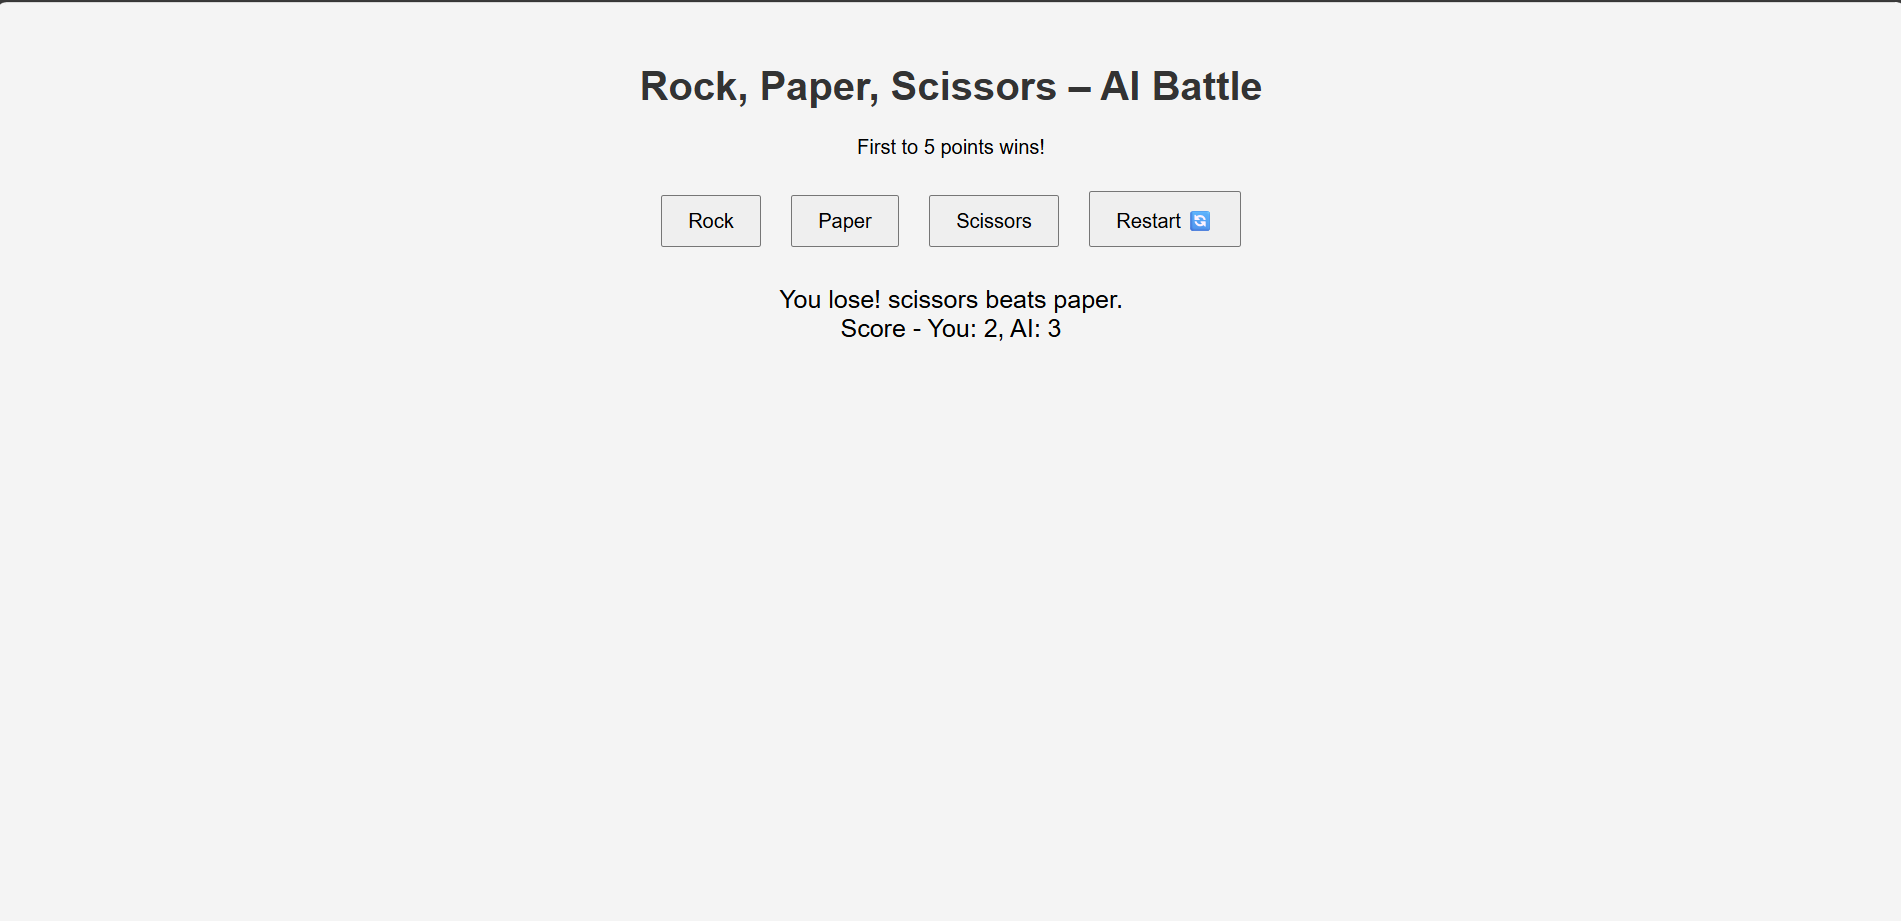 Rock, Paper, Scissors – AI Battle
First to 5 points wins!
Rock Paper Scissors Restart 🔄
You lose! scissors beats paper.
Score - You: 2, AI: 3